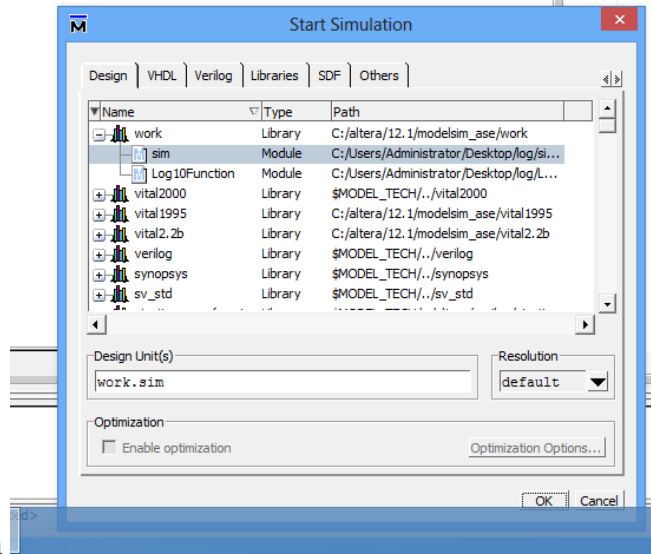 M Start Simulation ×
Design VHDL Verilog Libraries SDF Others
Name Type Path
work Library C:/altera/12.1/modelsim_ase/work
M sim Module C:/Users/Administrator/Desktop/log/si...
M Log10Function Module C:/Users/Administrator/Desktop/log/L...
vital2000 Library $MODEL_TECH/../vital2000
vital1995 Library C:/altera/12.1/modelsim_ase/vital1995
vital2.2b Library C:/altera/12.1/modelsim_ase/vital2.2b
verilog Library $MODEL_TECH/../verilog
synopsys Library $MODEL_TECH/../synopsys
sv_std Library $MODEL_TECH/../sv_std
Design Unit(s)
work.sim
Resolution
default
Optimization
Enable optimization
Optimization Options...
OK Cancel